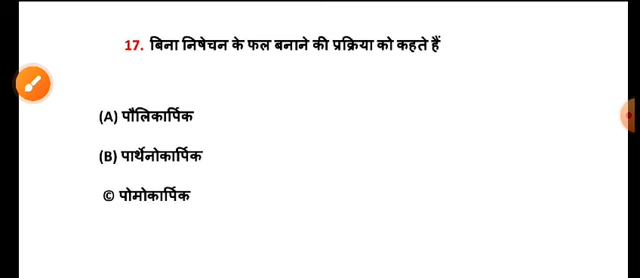 17. बिना निषेचन के फल बनाने की प्रक्रिया को कहते हैं
(A) पौलिकार्पिक
(B) पार्थेनोकार्पिक
© पोमोकार्पिक